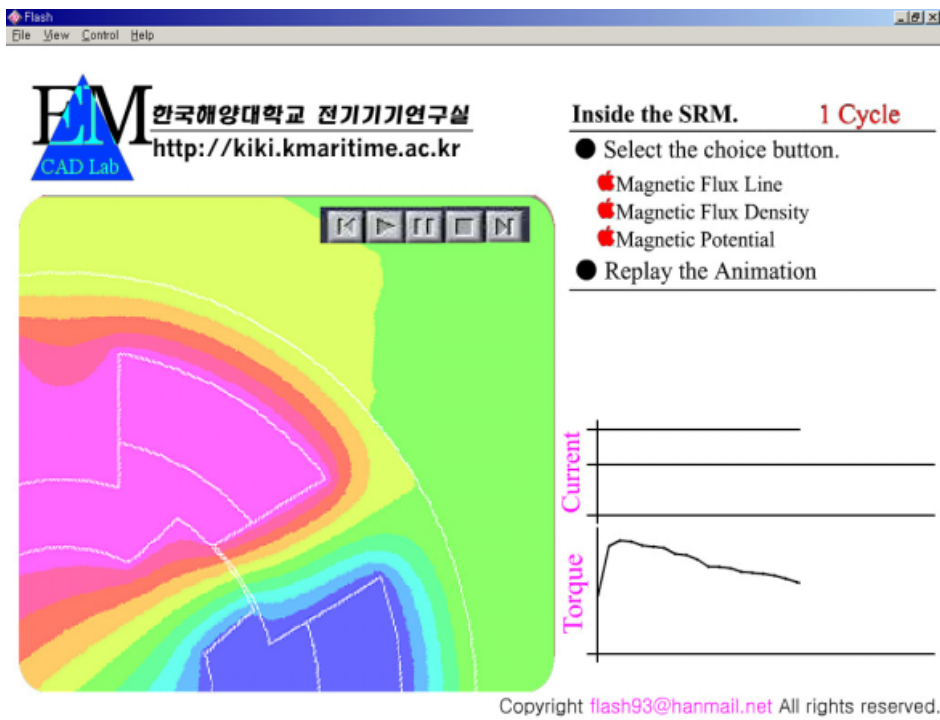 Flash
File View Control Help
EM
CAD Lab
한국해양대학교 전기기기연구실
http://kiki.kmaritime.ac.kr
Inside the SRM. 1 Cycle
Select the choice button.
Magnetic Flux Line
Magnetic Flux Density
Magnetic Potential
Replay the Animation
Current
Torque
Copyright flash93@hanmail.net All rights reserved.